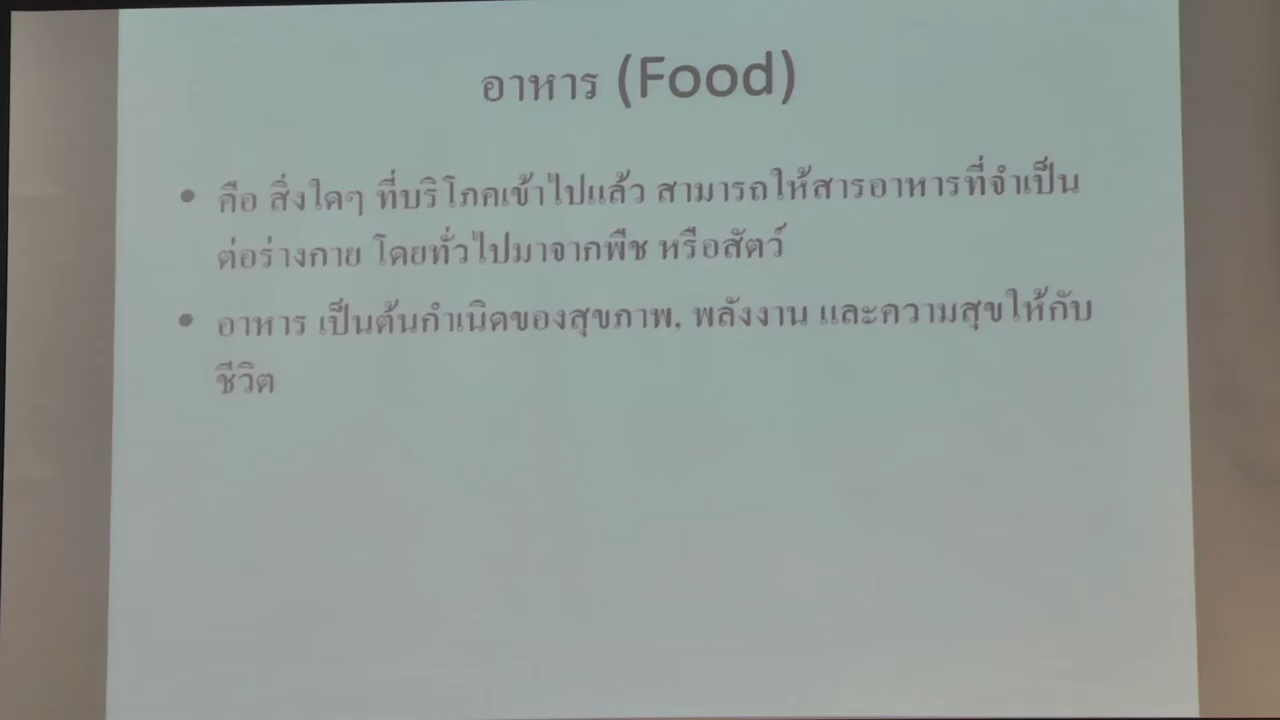 อาหาร (Food)
• คือ สิ่งใดๆ ที่บริโภคเข้าไปแล้ว สามารถให้สารอาหารที่จำเป็น
ต่อร่างกาย โดยทั่วไปมาจากพืช หรือสัตว์
• อาหาร เป็นต้นกำเนิดของสุขภาพ, พลังงาน และความสุขให้กับ
ชีวิต